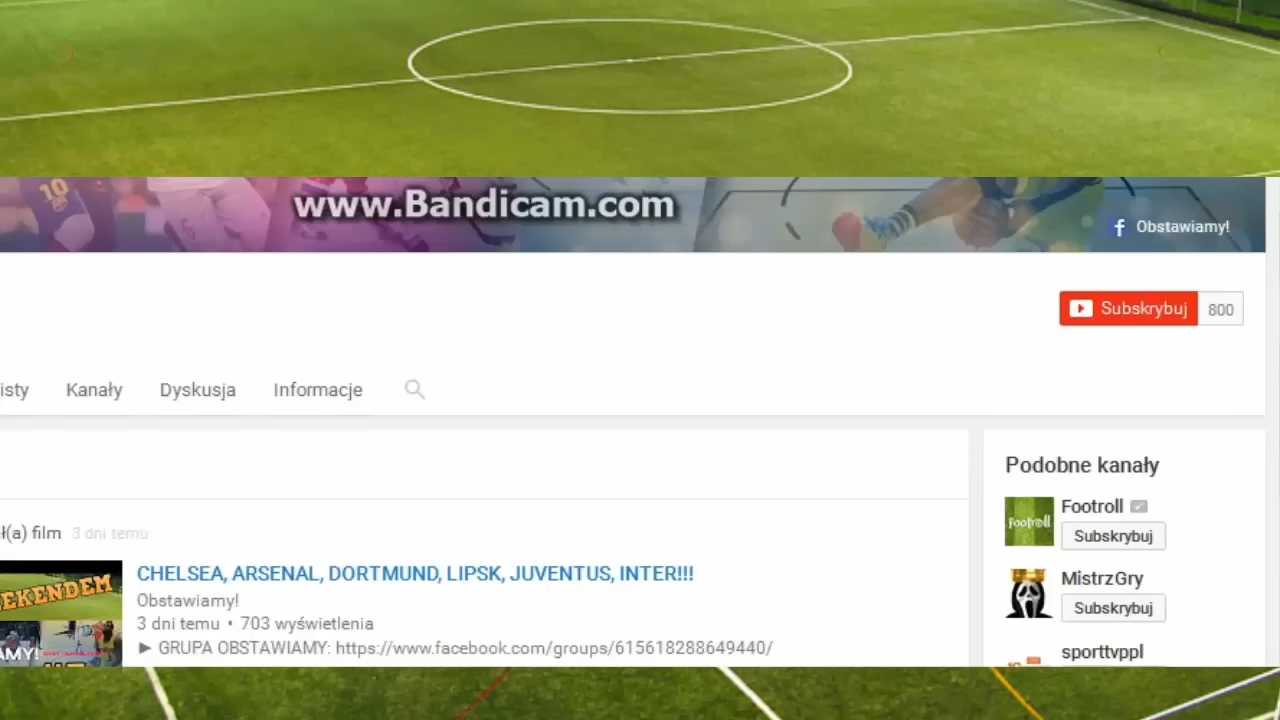 10
www.Bandicam.com
Obstawiamy!
Subskrybuj 800
isty Kanały Dyskusja Informacje
Podobne kanały
Footroll
Footroll
Subskrybuj
ł(a) film 3 dni temu
EKENDEM
CHELSEA, ARSENAL, DORTMUND, LIPSK, JUVENTUS, INTER!!!
Obstawiamy!
3 dni temu • 703 wyświetlenia
► GRUPA OBSTAWIAMY: https://www.facebook.com/groups/615618288649440/
AMY!
MistrzGry
Subskrybuj
sporttvppl